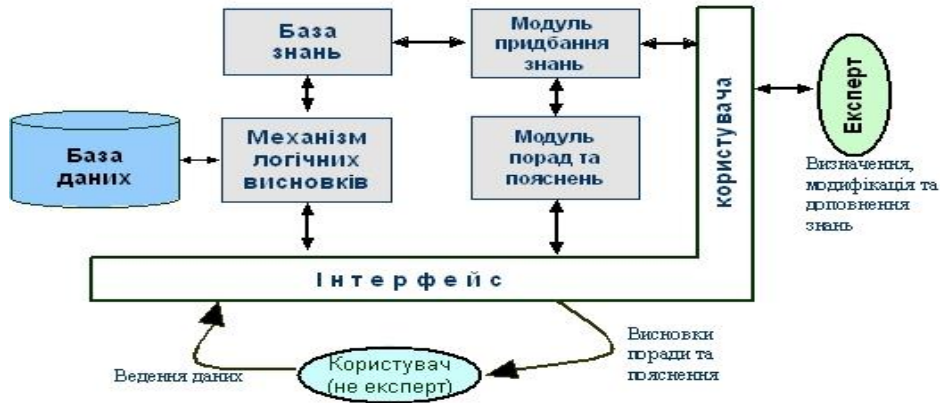 База
знань
Модуль
придбання
знань
База
даних
Механізм
логічних
висновків
Модуль
порад та
пояснень
користувача
Експерт
Визначення,
модифікація та
доповнення
знань
Інтерфейс
Ведення даних
Користувач
(не експерт)
Висновки
поради та
пояснення